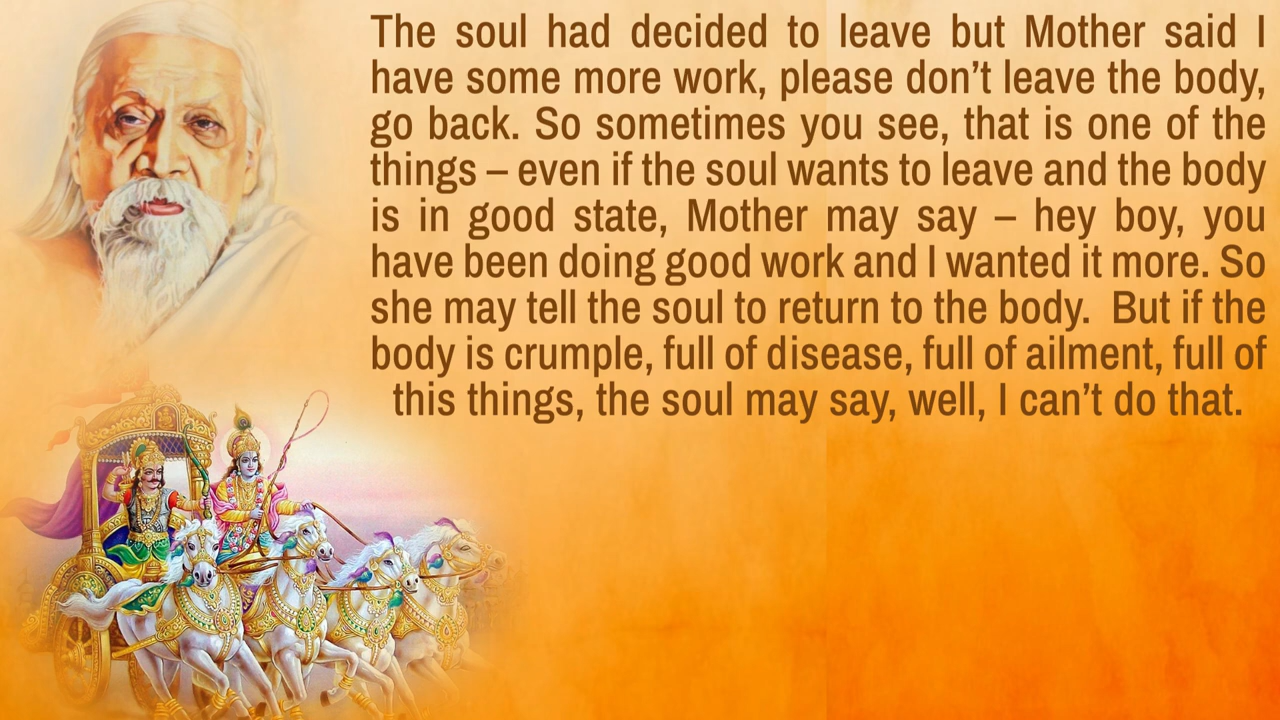 The soul had decided to leave but Mother said I
have some more work, please don’t leave the body,
go back. So sometimes you see, that is one of the
things – even if the soul wants to leave and the body
is in good state, Mother may say – hey boy, you
have been doing good work and I wanted it more. So
she may tell the soul to return to the body.  But if the
body is crumple, full of disease, full of ailment, full of
this things, the soul may say, well, I can’t do that.